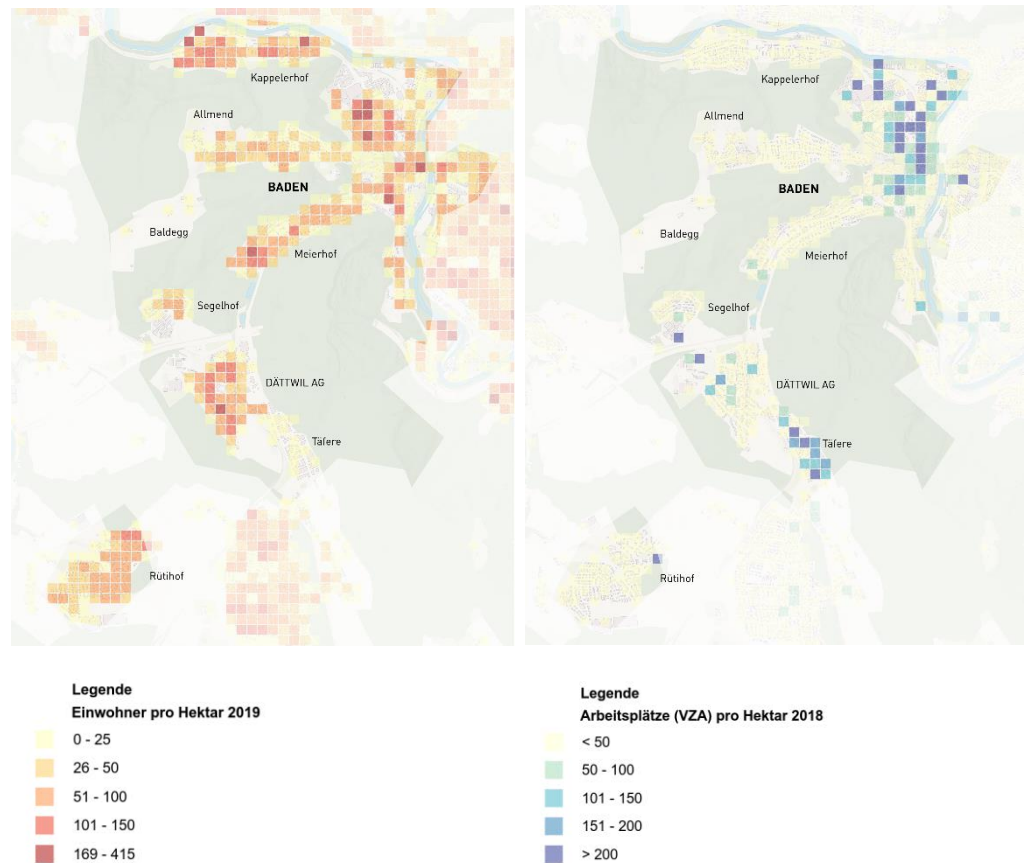 Kappelerhof
Allmend
BADEN
Baldegg
Meierhof
Segelhof
DÄTTWIL AG
Täfere
Rütihof
Kappelerhof
Allmend
BADEN
Baldegg
Meierhof
Segelhof
DÄTTWIL AG
Täfere
Rütihof
Legende
Einwohner pro Hektar 2019
0 - 25
26 - 50
51 - 100
101 - 150
169 - 415
Legende
Arbeitsplätze (VZA) pro Hektar 2018
< 50
50 - 100
101 - 150
151 - 200
> 200